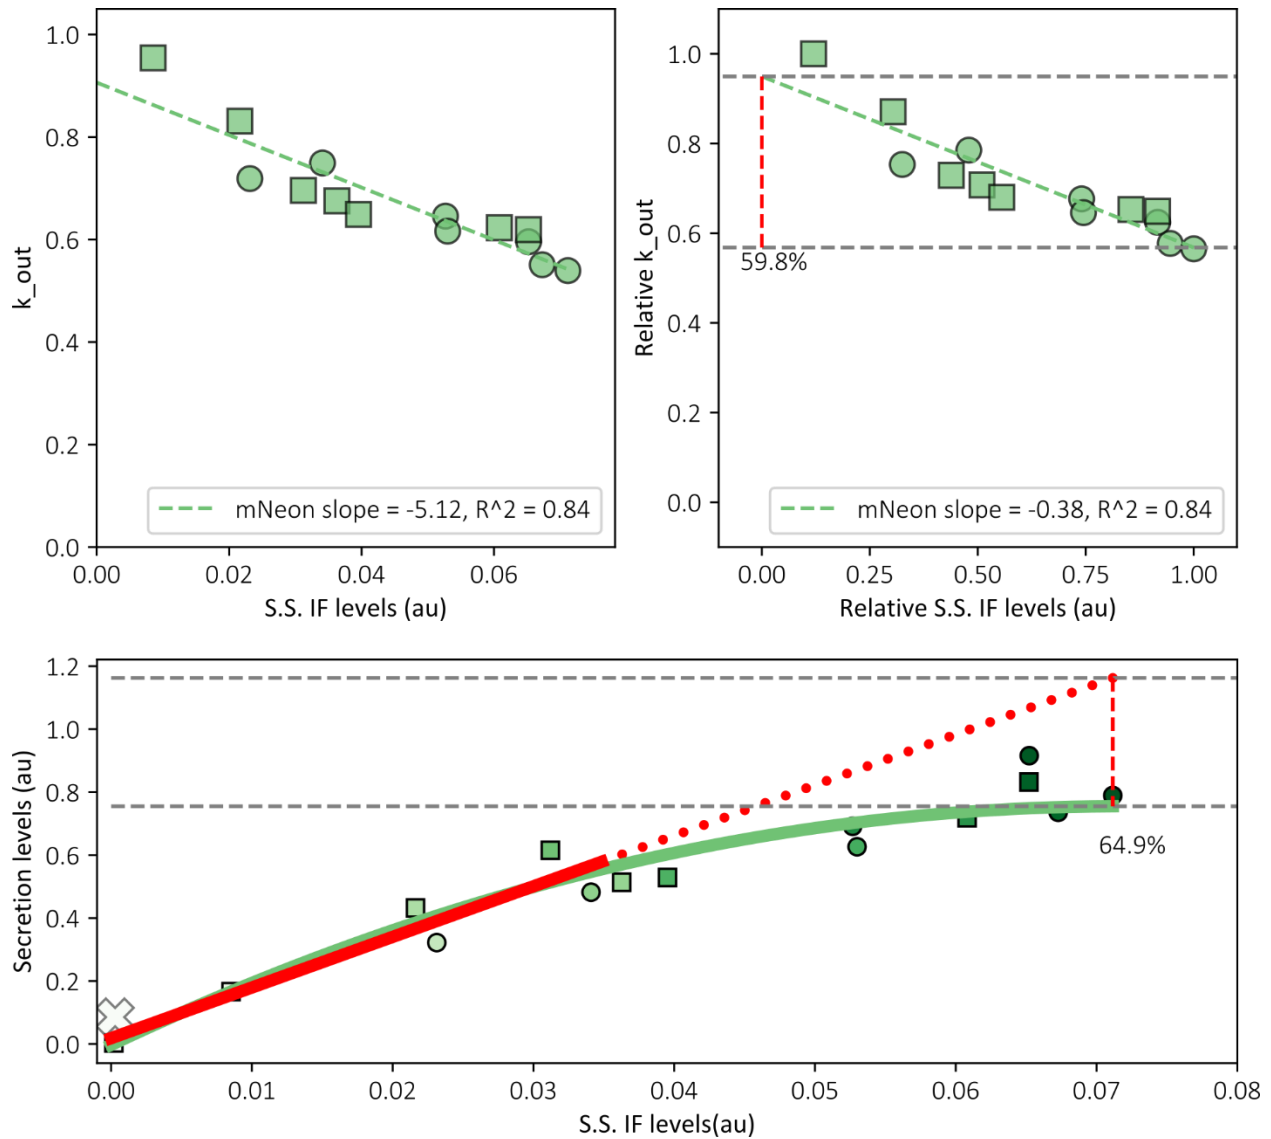 k_out
1.0
0.8
0.6
0.4
0.2
0.0
0.00 0.02 0.04 0.06
S.S. IF levels (au)
mNeon slope = -5.12, R^2 = 0.84
Relative k_out
1.0
0.8
0.6
0.4
0.2
0.0
59.8%
0.00 0.25 0.50 0.75 1.00
Relative S.S. IF levels (au)
mNeon slope = -0.38, R^2 = 0.84
Secretion levels (au)
1.2
1.0
0.8
0.6
0.4
0.2
0.0
64.9%
0.00 0.01 0.02 0.03 0.04 0.05 0.06 0.07 0.08
S.S. IF levels(au)